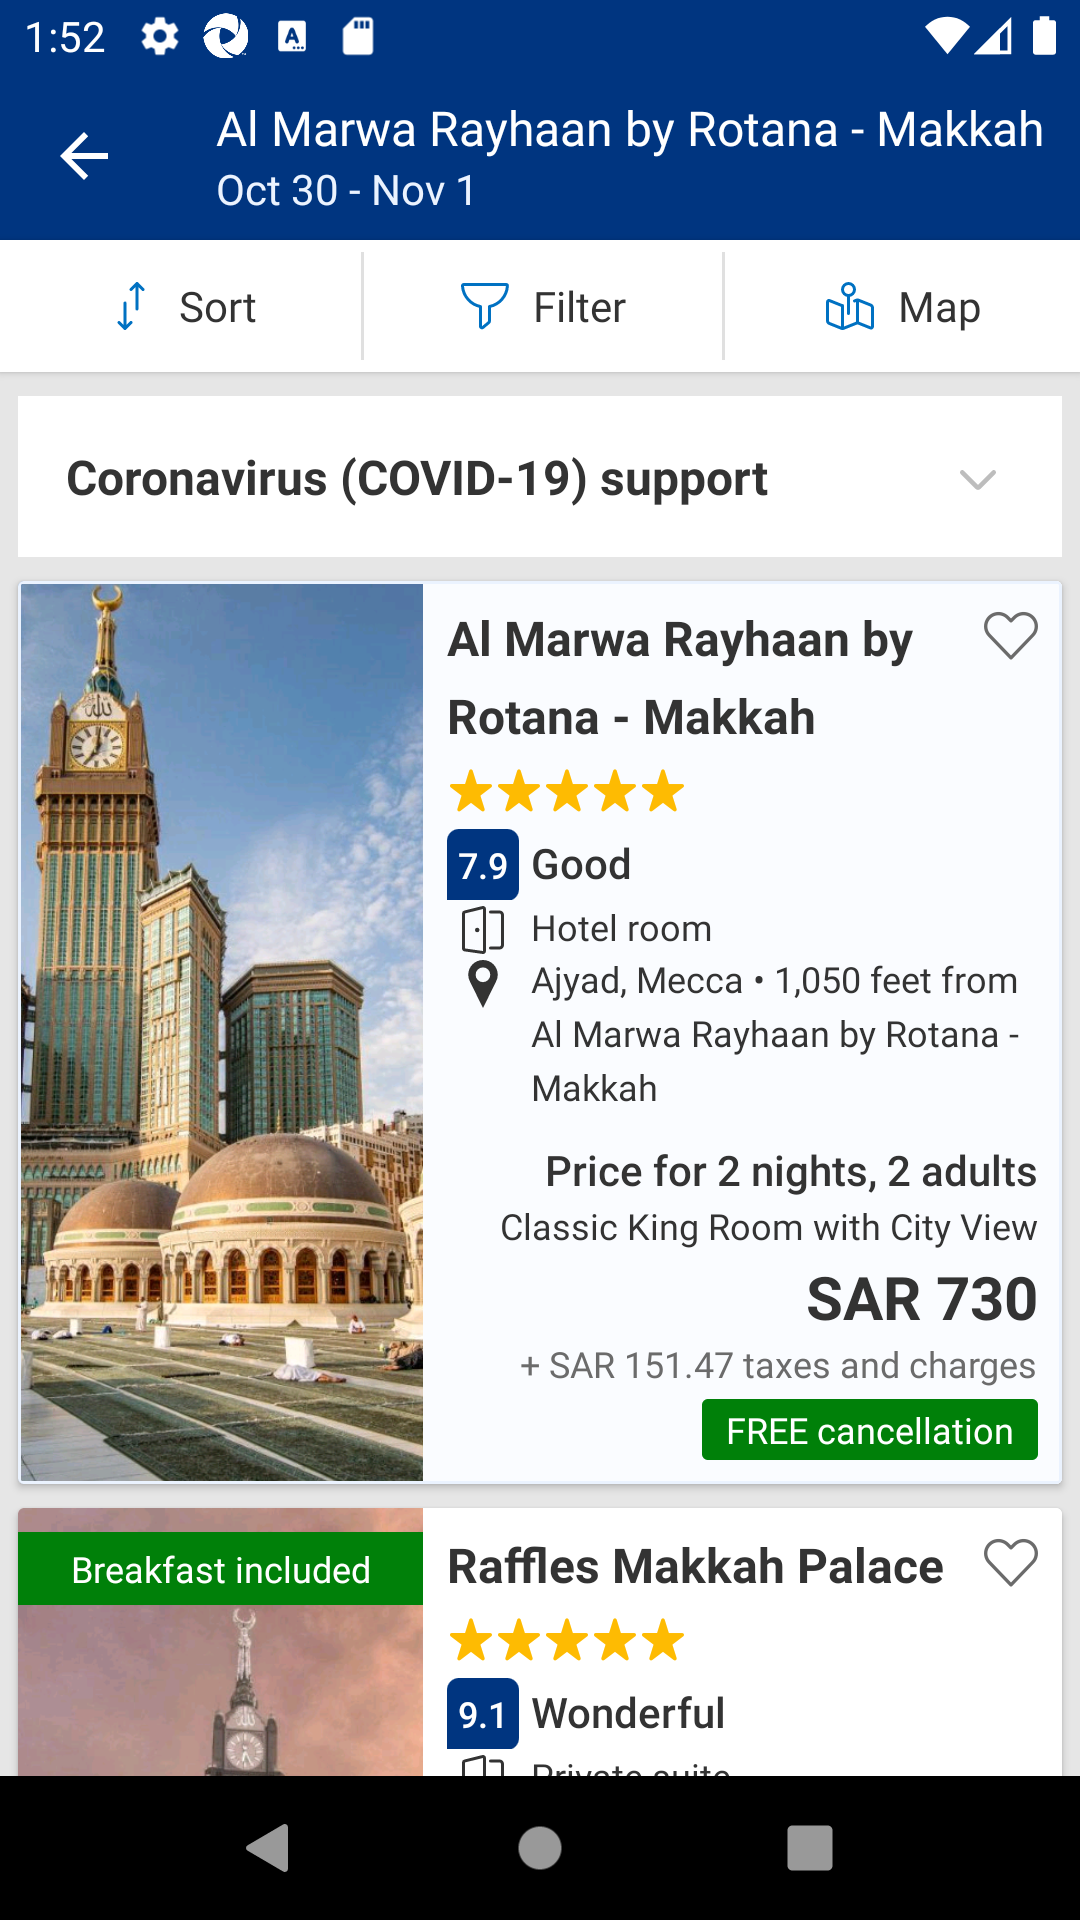 1:52
Al Marwa Rayhaan by Rotana - Makkah
Oct 30 - Nov 1
Sort
Filter
Map
Coronavirus (COVID-19) support
Al Marwa Rayhaan by
Rotana - Makkah
7.9 Good
Hotel room
Ajyad, Mecca • 1,050 feet from
Al Marwa Rayhaan by Rotana -
Makkah
Price for 2 nights, 2 adults
Classic King Room with City View
SAR 730
+ SAR 151.47 taxes and charges
FREE cancellation
Breakfast included
Raffles Makkah Palace
9.1 Wonderful
Private suite